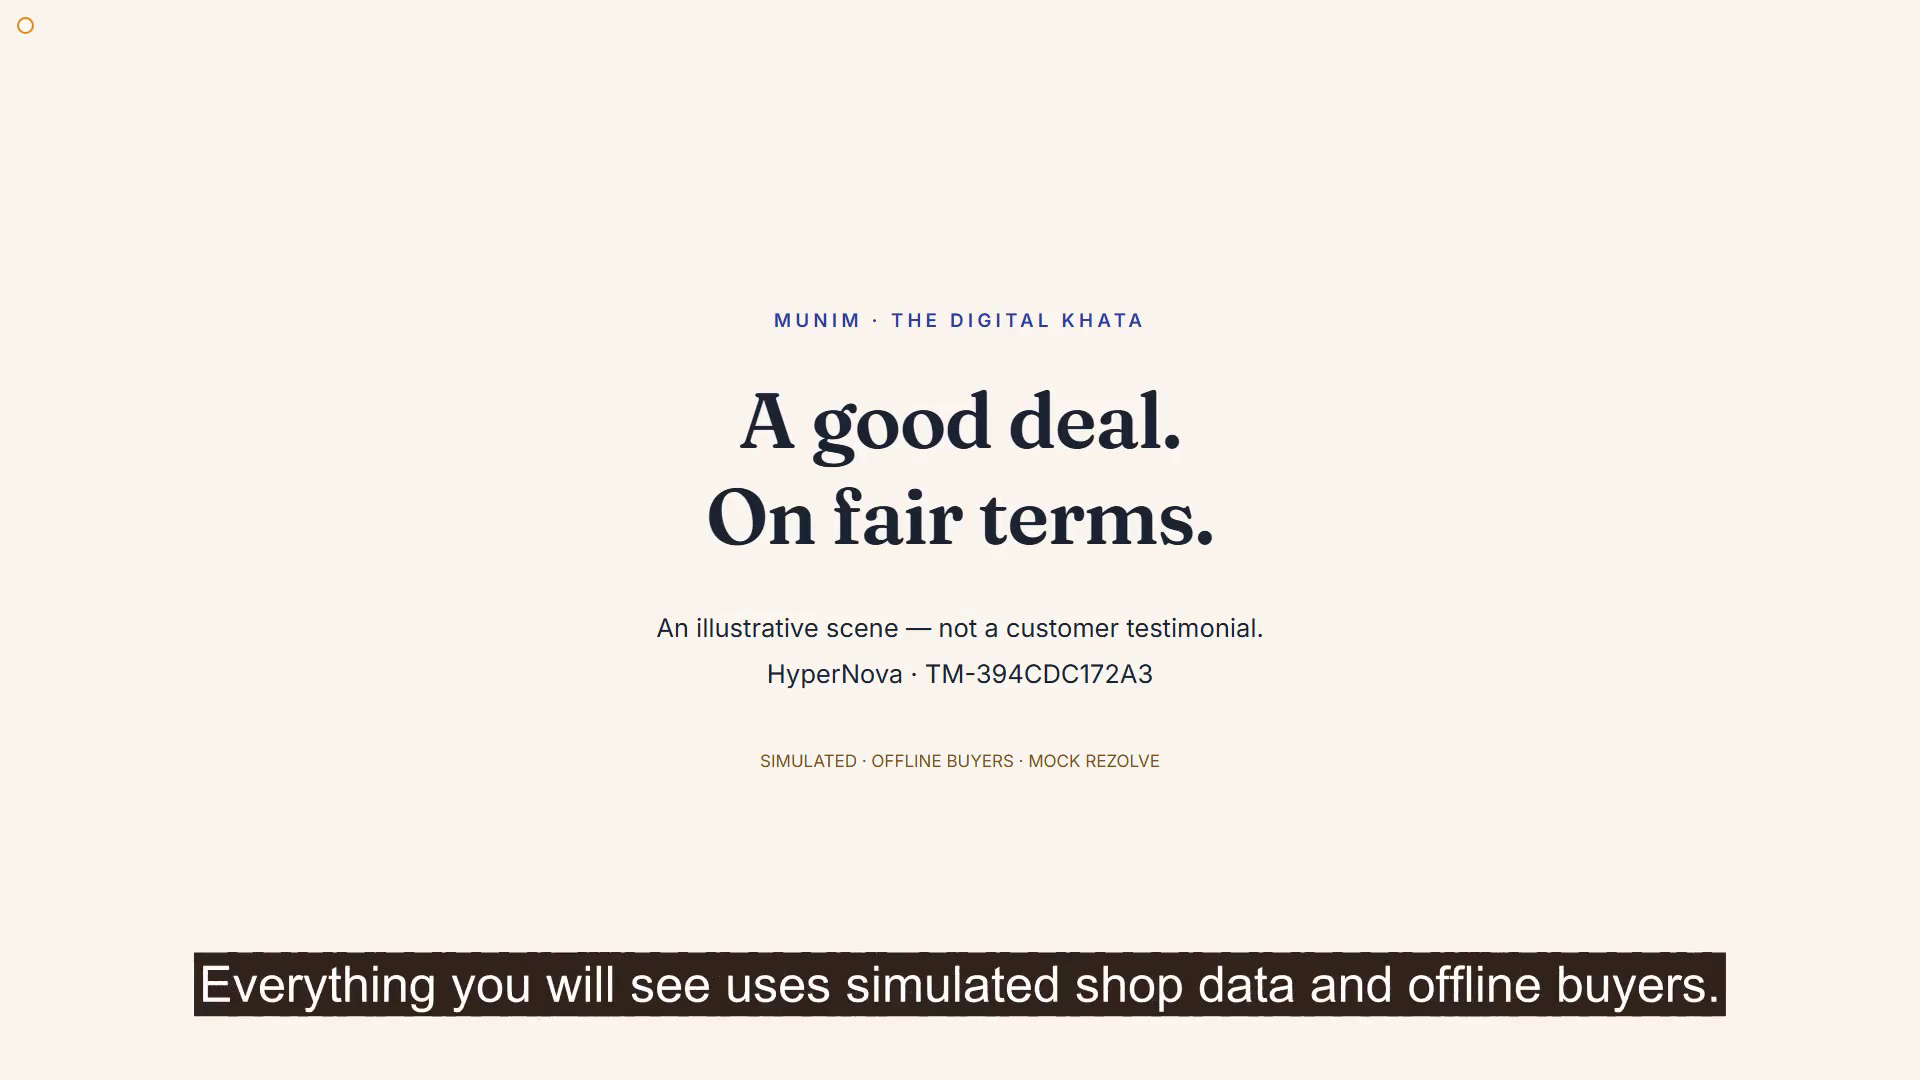 MUNIM · THE DIGITAL KHATA
A good deal.
On fair terms.
An illustrative scene — not a customer testimonial.
HyperNova · TM-394CDC172A3
SIMULATED · OFFLINE BUYERS · MOCK REZOLVE
Everything you will see uses simulated shop data and offline buyers.